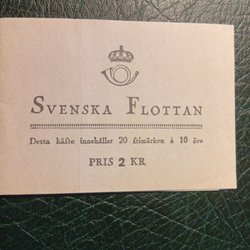 SVENSKA FLOTTAN
Detta häfte innehåller 20 frimärken à 10 öre
PRIS 2 KR